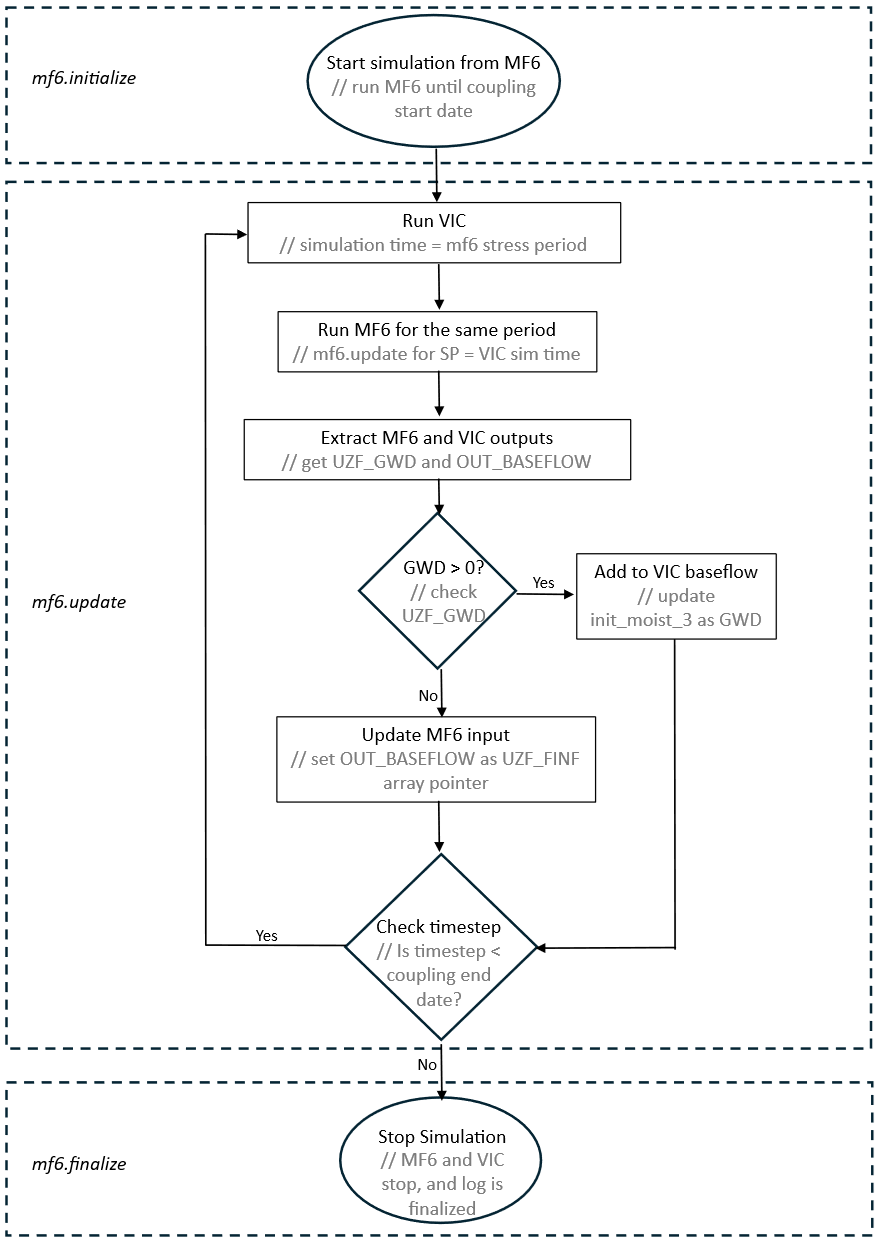 mf6.initialize
Start simulation from MF6
// run MF6 until coupling
start date
Run VIC
// simulation time = mf6 stress period
Run MF6 for the same period
// mf6.update for SP = VIC sim time
Extract MF6 and VIC outputs
// get UZF_GWD and OUT_BASEFLOW
GWD > 0?
// check
UZF_GWD
Yes
Add to VIC baseflow
// update
init_moist_3 as GWD
mf6.update
No
Update MF6 input
// set OUT_BASEFLOW as UZF_FINF
array pointer
Check timestep
// Is timestep <
coupling end
date?
Yes
No
mf6.finalize
Stop Simulation
// MF6 and VIC
stop, and log is
finalized